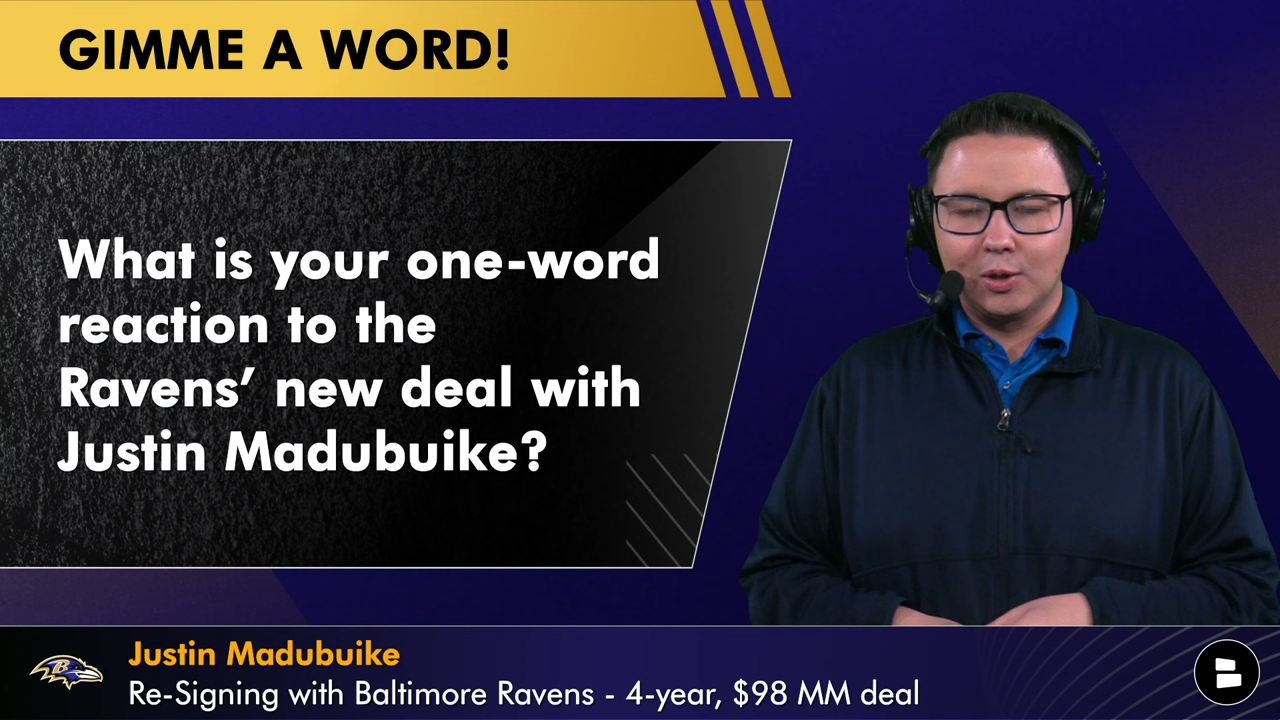 GIMME A WORD!
What is your one-word
reaction to the
Ravens’ new deal with
Justin Madubuike?
B
Justin Madubuike
Re-Signing with Baltimore Ravens - 4-year, $98 MM deal